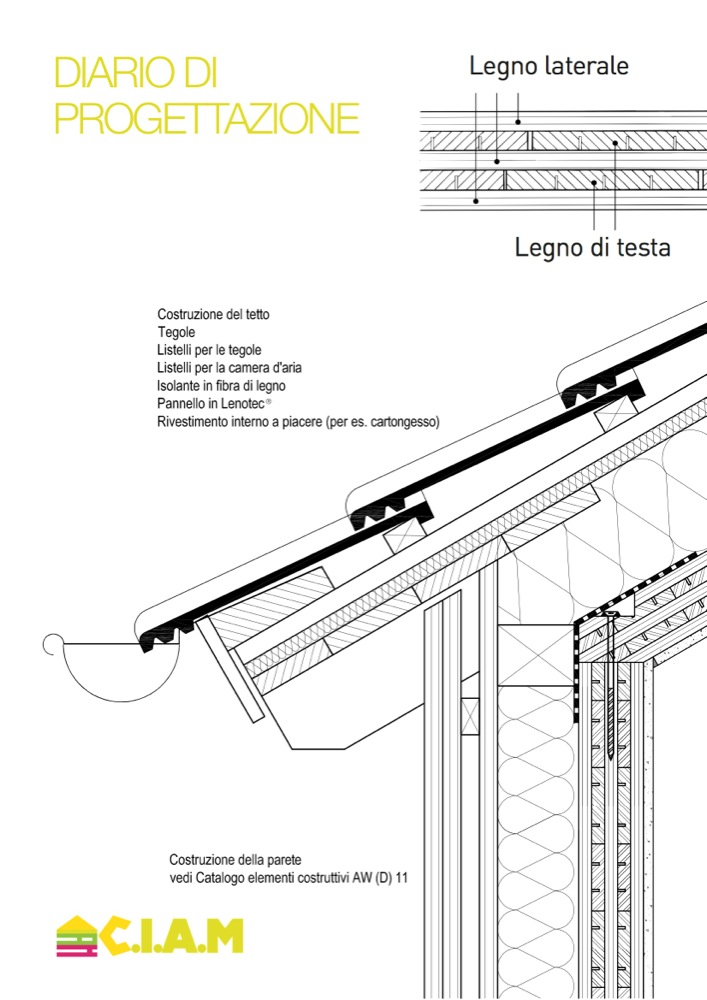 DIARIO DI
PROGETTAZIONE
Legno laterale
Legno di testa
Costruzione del tetto
Tegole
Listelli per le tegole
Listelli per la camera d'aria
Isolante in fibra di legno
Pannello in Lenotec®
Rivestimento interno a piacere (per es. cartongesso)
Costruzione della parete
vedi Catalogo elementi costruttivi AW (D) 11
C.I.A.M